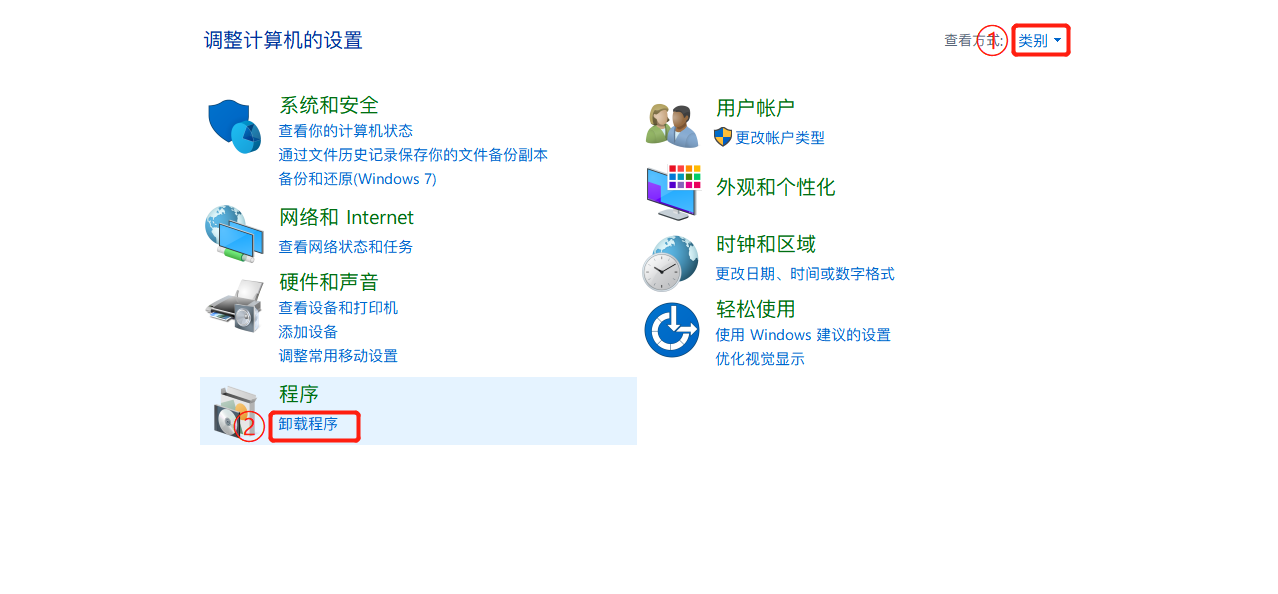 调整计算机的设置
查看方式: ① 类别
系统和安全
查看你的计算机状态
通过文件历史记录保存你的文件备份副本
备份和还原(Windows 7)
网络和 Internet
查看网络状态和任务
硬件和声音
查看设备和打印机
添加设备
调整常用移动设置
程序
② 卸载程序
用户帐户
更改帐户类型
外观和个性化
时钟和区域
更改日期、时间或数字格式
轻松使用
使用 Windows 建议的设置
优化视觉显示